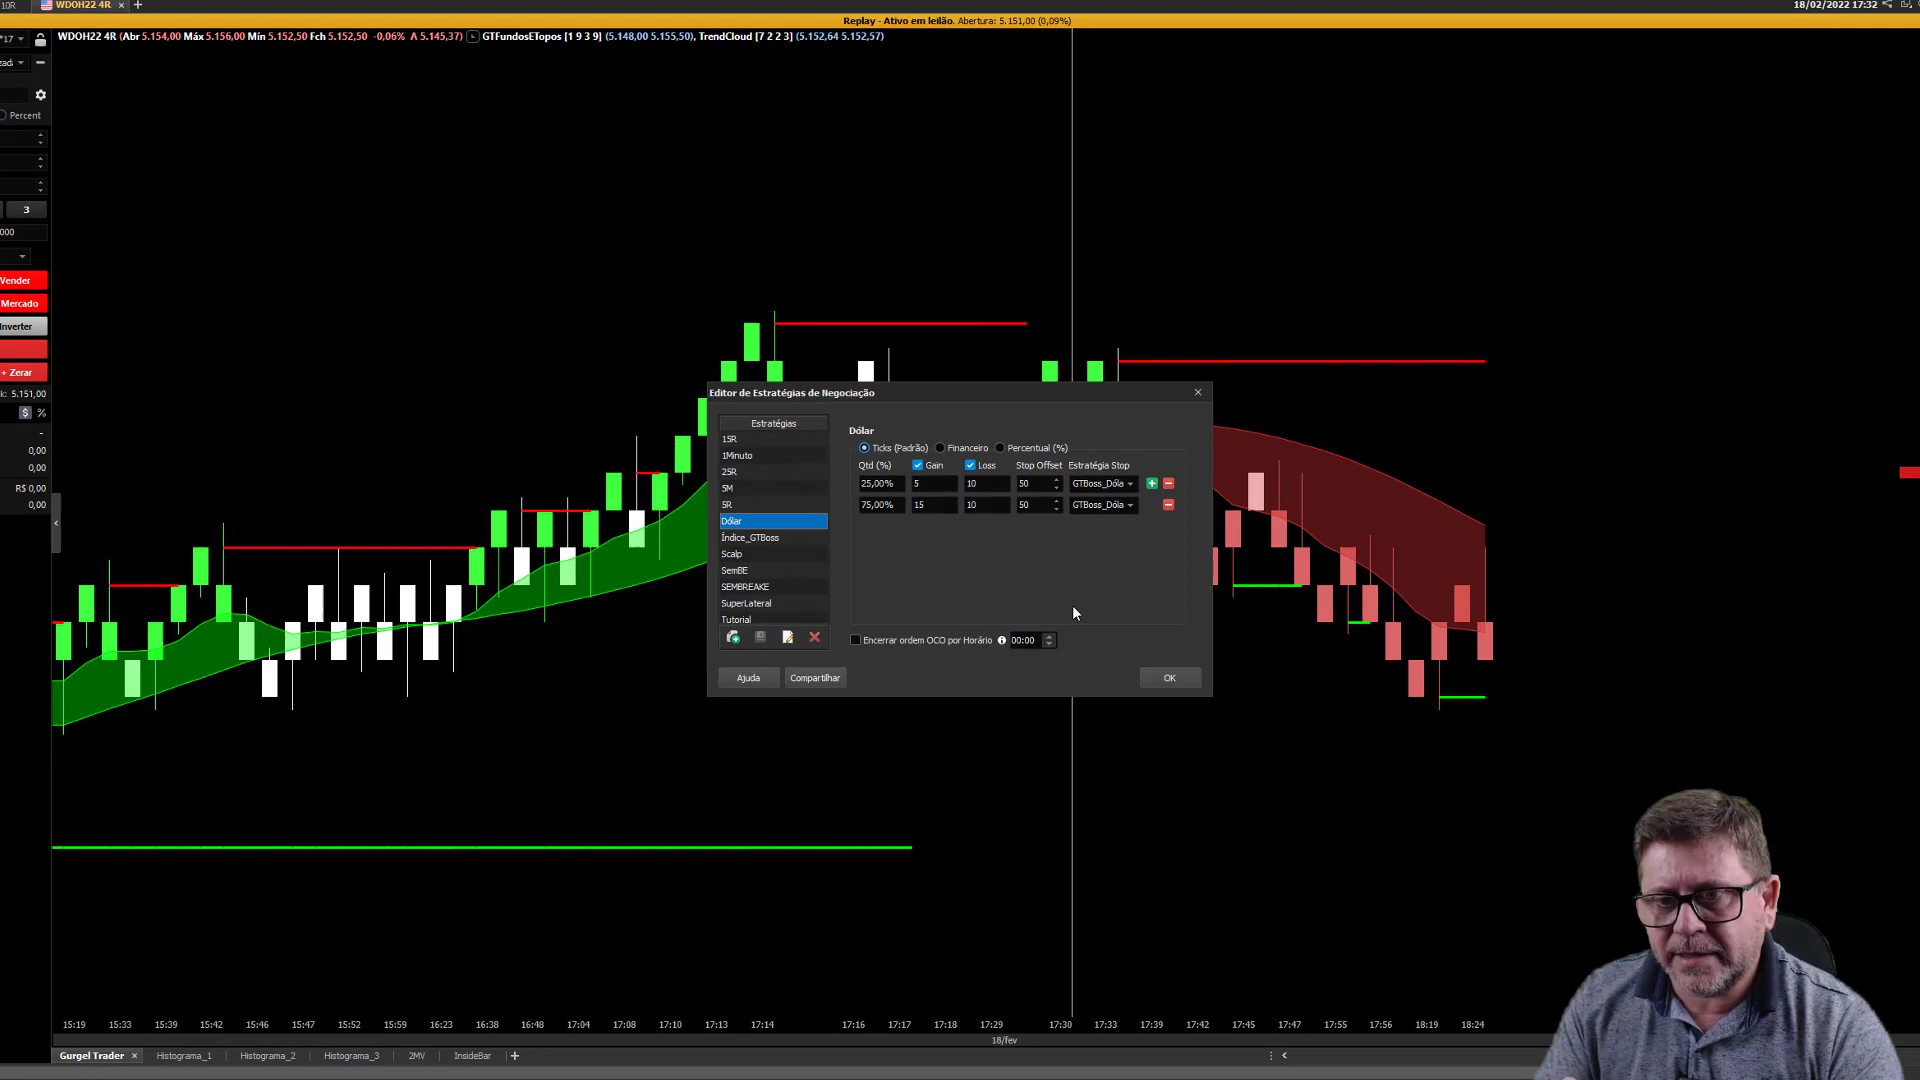 10R
WDOH22 4R
18/02/2022 17:32
Replay - Ativo em leilão. Abertura: 5.151,00 (0,09%)
WDOH22 4R (Abr 5.154,00 Máx 5.156,00 Mín 5.152,50 Fch 5.152,50 -0,06% A 5.145,37) GTFundosETopos [1 9 3 9] (5.148,00 5.155,50), TrendCloud [7 2 2 3] (5.152,64 5.152,57)
Percent
3
000
Vender
Mercado
Inverter
+ Zerar
k: 5.151,00
$ %
-
0,00
0,00
R$ 0,00
0,00
Editor de Estratégias de Negociação
Estratégias
15R
1Minuto
25R
5M
5R
Dólar
Índice_GTBoss
Scalp
SemBE
SEMBREAKE
SuperLateral
Tutorial
Dólar
Ticks (Padrão) Financeiro Percentual (%)
Qtd (%) Gain Loss Stop Offset Estratégia Stop
25,00% 5 10 50 GTBoss_Dóla
75,00% 15 10 50 GTBoss_Dóla
Encerrar ordem OCO por Horário 00:00
Ajuda Compartilhar OK
15:19 15:33 15:39 15:42 15:46 15:47 15:52 15:59 16:23 16:38 16:48 17:04 17:08 17:10 17:13 17:14 17:16 17:17 17:18 17:29 17:30 17:33 17:39 17:42 17:45 17:47 17:55 17:56 18:19 18:24
18/fev
Gurgel Trader Histograma_1 Histograma_2 Histograma_3 2MV InsideBar